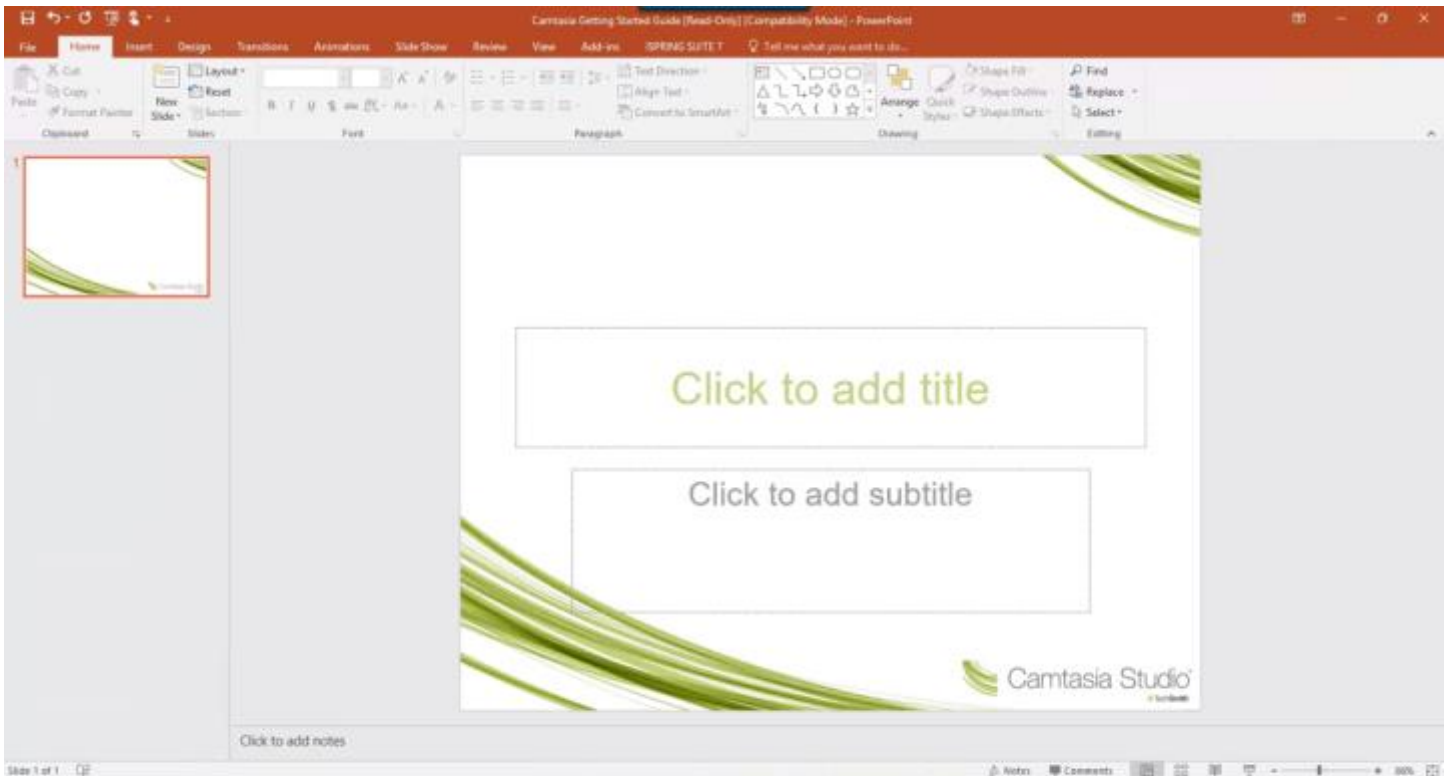 Camtasia Getting Started Guide [Read-Only] [Compatibility Mode] - PowerPoint
File Home Insert Design Transitions Animations Slide Show Review View Add-ins ISPRING SUITE 7 Tell me what you want to do...
Cut
Copy
Format Painter
Paste
Clipboard
New
Slide
Layout
Reset
Section
Slides
Font
Text Direction
Align Text
Convert to SmartArt
Paragraph
Arrange
Quick
Styles
Shape Fill
Shape Outline
Shape Effects
Drawing
Find
Replace
Select
Editing
1
Click to add title
Click to add subtitle
Camtasia Studio
Click to add notes
Slide 1 of 1
Notes Comments